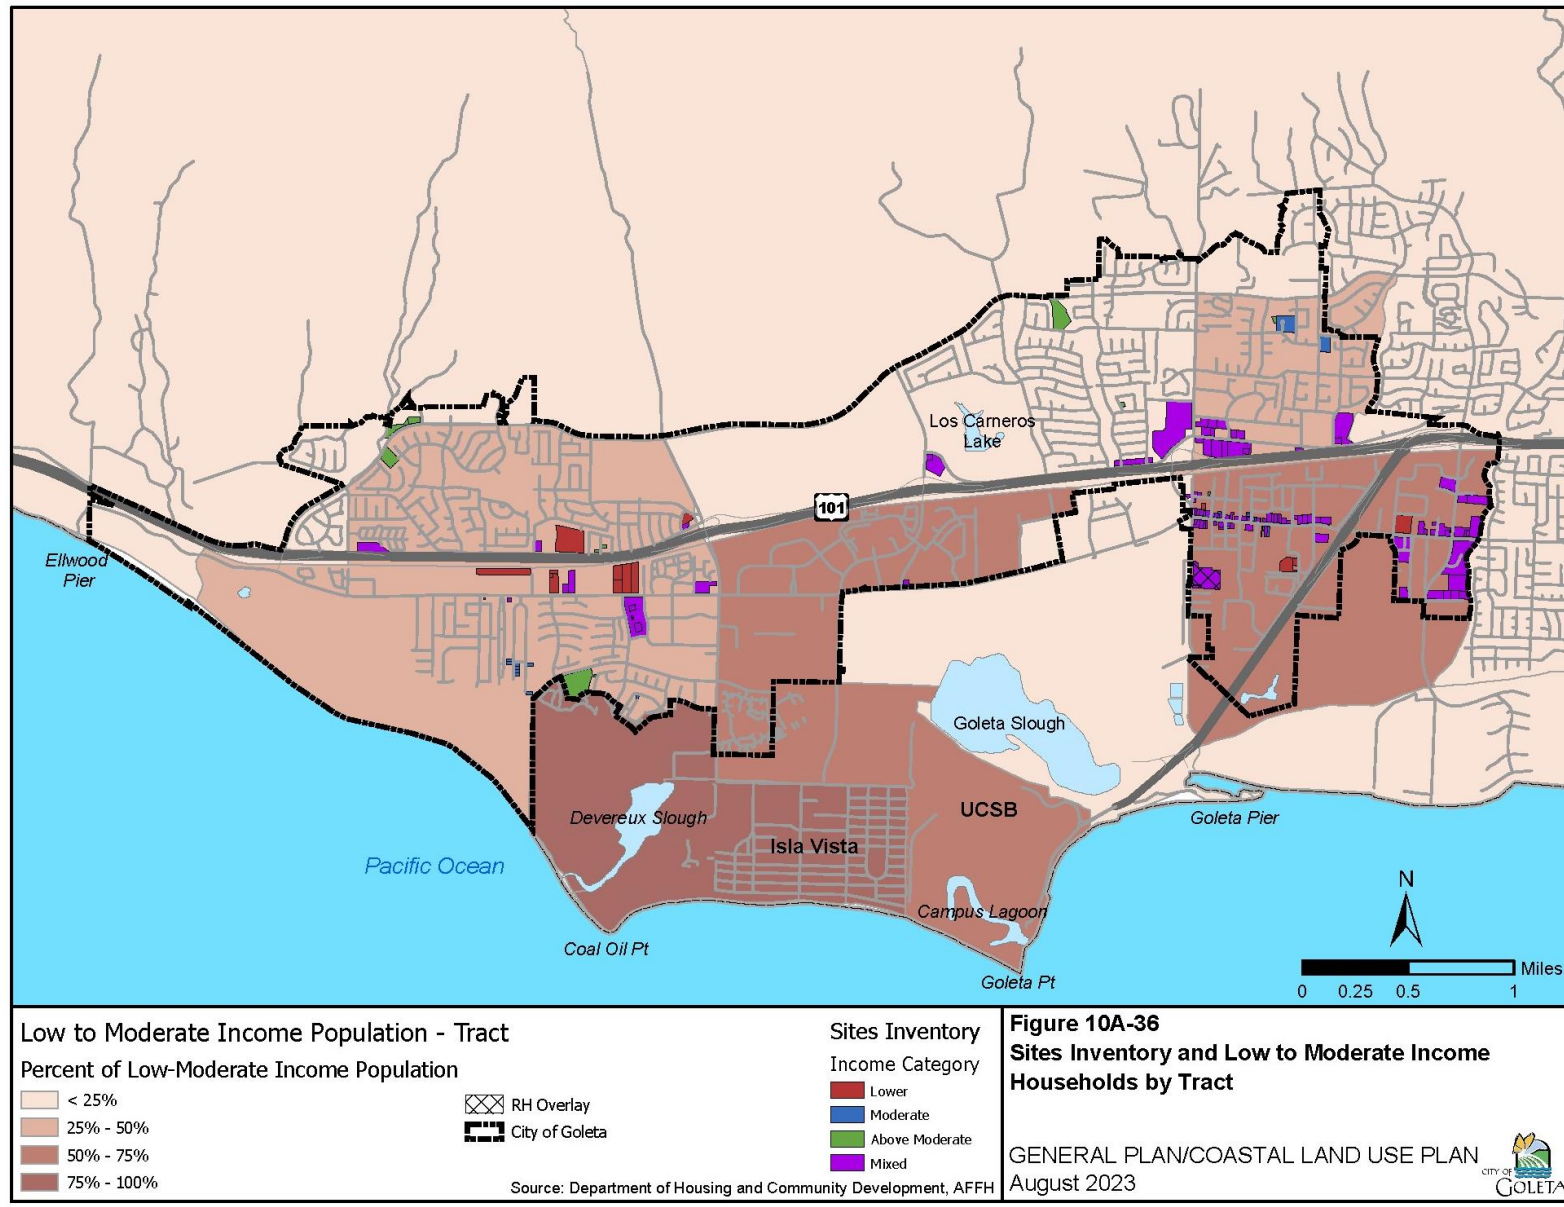 Los Carneros
Lake
101
Ellwood
Pier
Goleta Slough
UCSB
Devereux Slough
Goleta Pier
Isla Vista
Pacific Ocean
N
Campus Lagoon
Coal Oil Pt
Goleta Pt
Miles
0 0.25 0.5 1
Low to Moderate Income Population - Tract
Percent of Low-Moderate Income Population
< 25%
25% - 50%
50% - 75%
75% - 100%
RH Overlay
City of Goleta
Sites Inventory
Income Category
Lower
Moderate
Above Moderate
Mixed
Source: Department of Housing and Community Development, AFFH
Figure 10A-36
Sites Inventory and Low to Moderate Income
Households by Tract
GENERAL PLAN/COASTAL LAND USE PLAN
August 2023
CITY OF
GOLETA